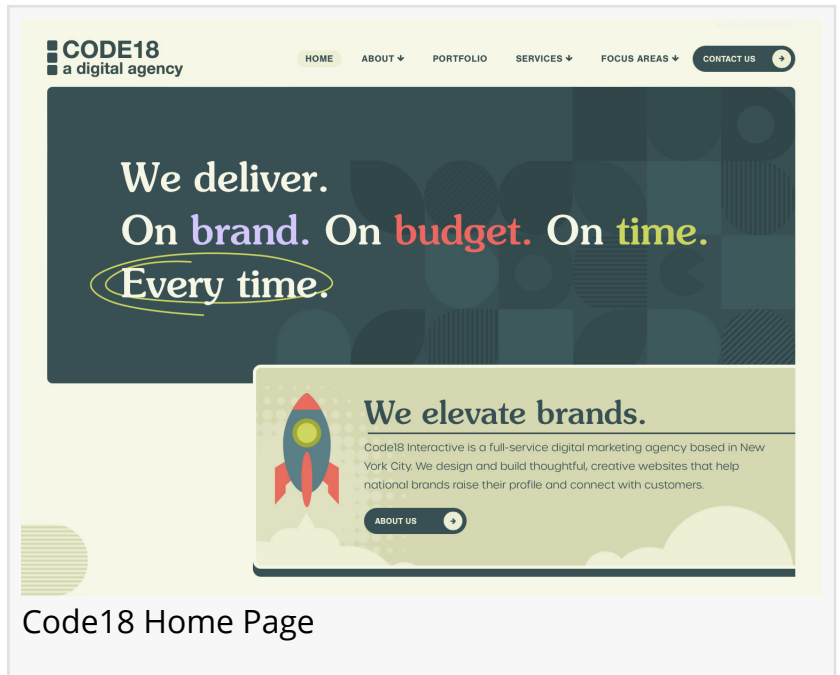 CODE18
a digital agency
HOME ABOUT PORTFOLIO SERVICES FOCUS AREAS CONTACT US
We deliver.
On brand. On budget. On time.
Every time.
We elevate brands.
Code18 Interactive is a full-service digital marketing agency based in New
York City. We design and build thoughtful, creative websites that help
national brands raise their profile and connect with customers.
ABOUT US
Code18 Home Page